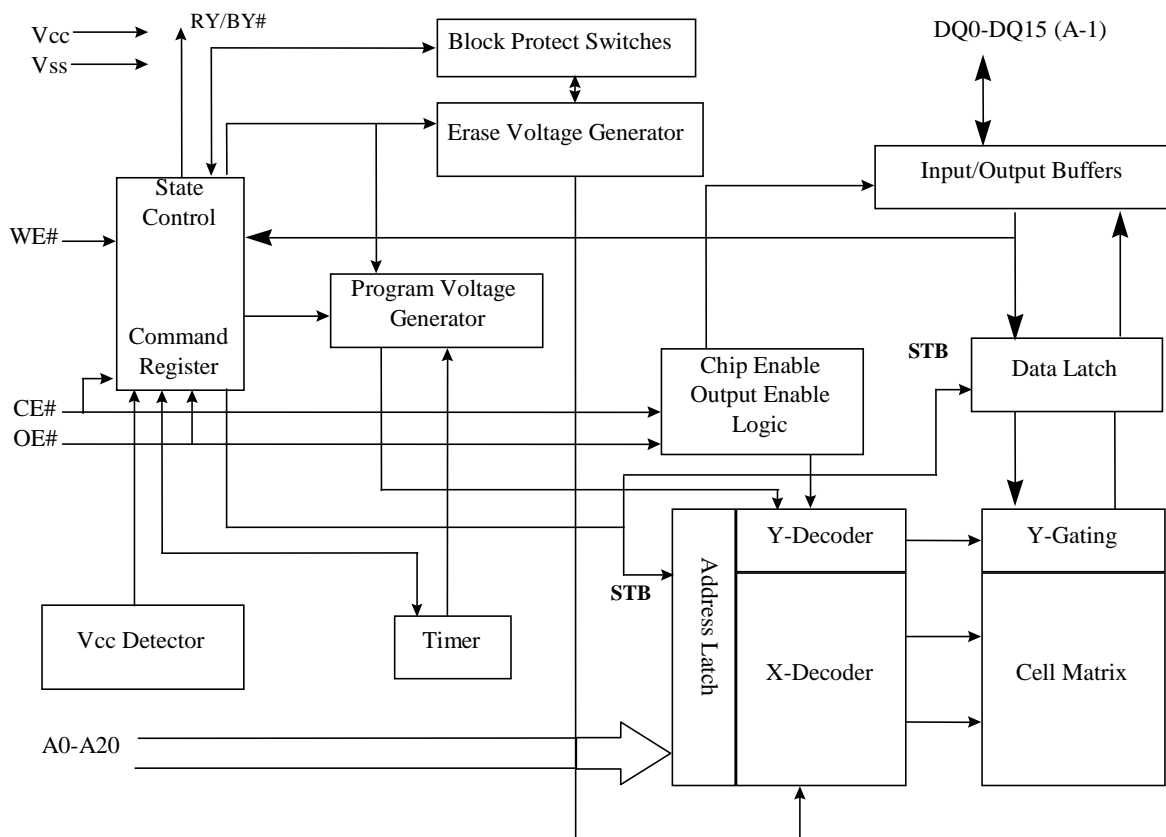 Vcc
Vss
RY/BY#
Block Protect Switches
DQ0-DQ15 (A-1)
Erase Voltage Generator
Input/Output Buffers
State
Control
WE#
Program Voltage
Generator
Command
Register
STB
Chip Enable
Output Enable
Logic
Data Latch
CE#
OE#
Y-Decoder
Y-Gating
STB
Address Latch
Vcc Detector
Timer
X-Decoder
Cell Matrix
A0-A20